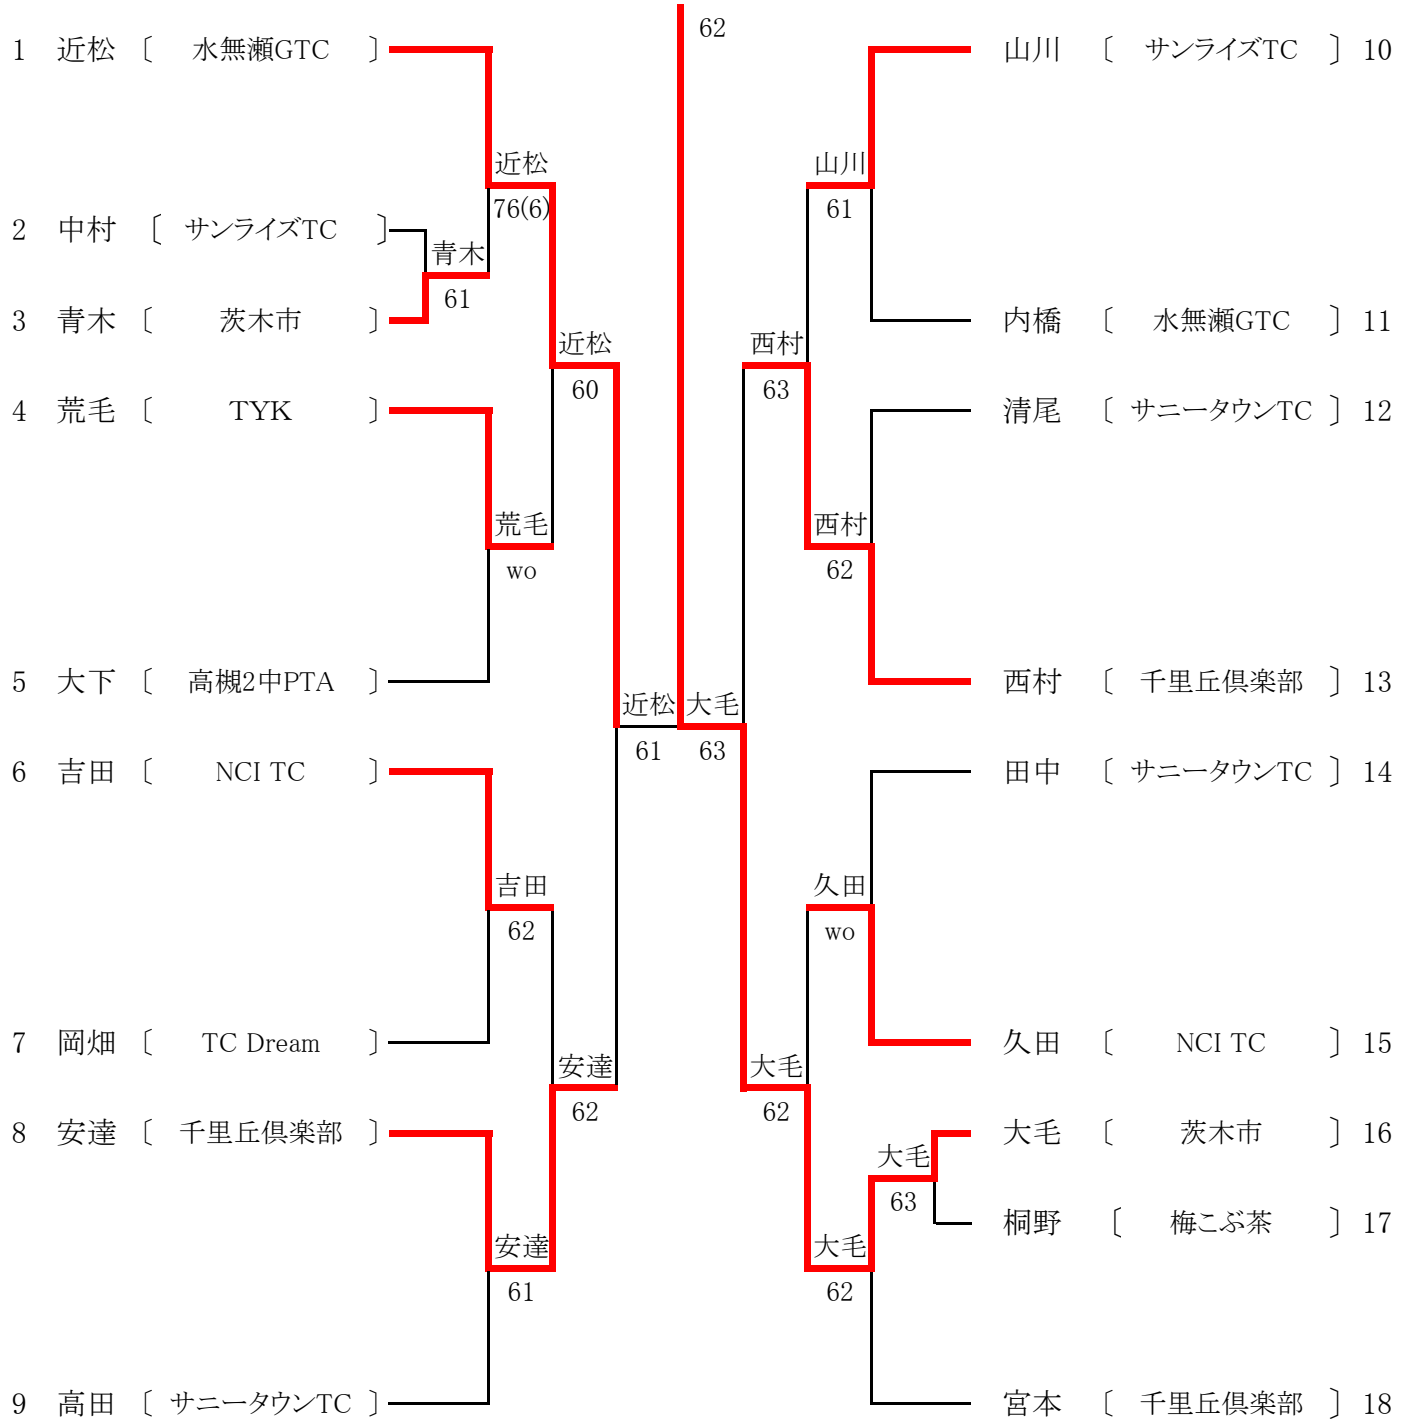 62
1 近松 〔 水無瀬GTC 〕
山川 〔 サンライズTC 〕 10
近松
山川
76(6)
61
2 中村 〔 サンライズTC 〕
青木
61
3 青木 〔 茨木市 〕
内橋 〔 水無瀬GTC 〕 11
近松
西村
60
63
4 荒毛 〔 TYK 〕
清尾 〔 サニータウンTC 〕 12
荒毛
西村
wo
62
5 大下 〔 高槻2中PTA 〕
西村 〔 千里丘倶楽部 〕 13
近松
大毛
61
63
6 吉田 〔 NCI TC 〕
田中 〔 サニータウンTC 〕 14
吉田
久田
62
wo
7 岡畑 〔 TC Dream 〕
久田 〔 NCI TC 〕 15
安達
大毛
62
62
8 安達 〔 千里丘倶楽部 〕
大毛 〔 茨木市 〕 16
大毛
63
桐野 〔 梅こぶ茶 〕 17
安達
大毛
61
62
9 高田 〔 サニータウンTC 〕
宮本 〔 千里丘倶楽部 〕 18